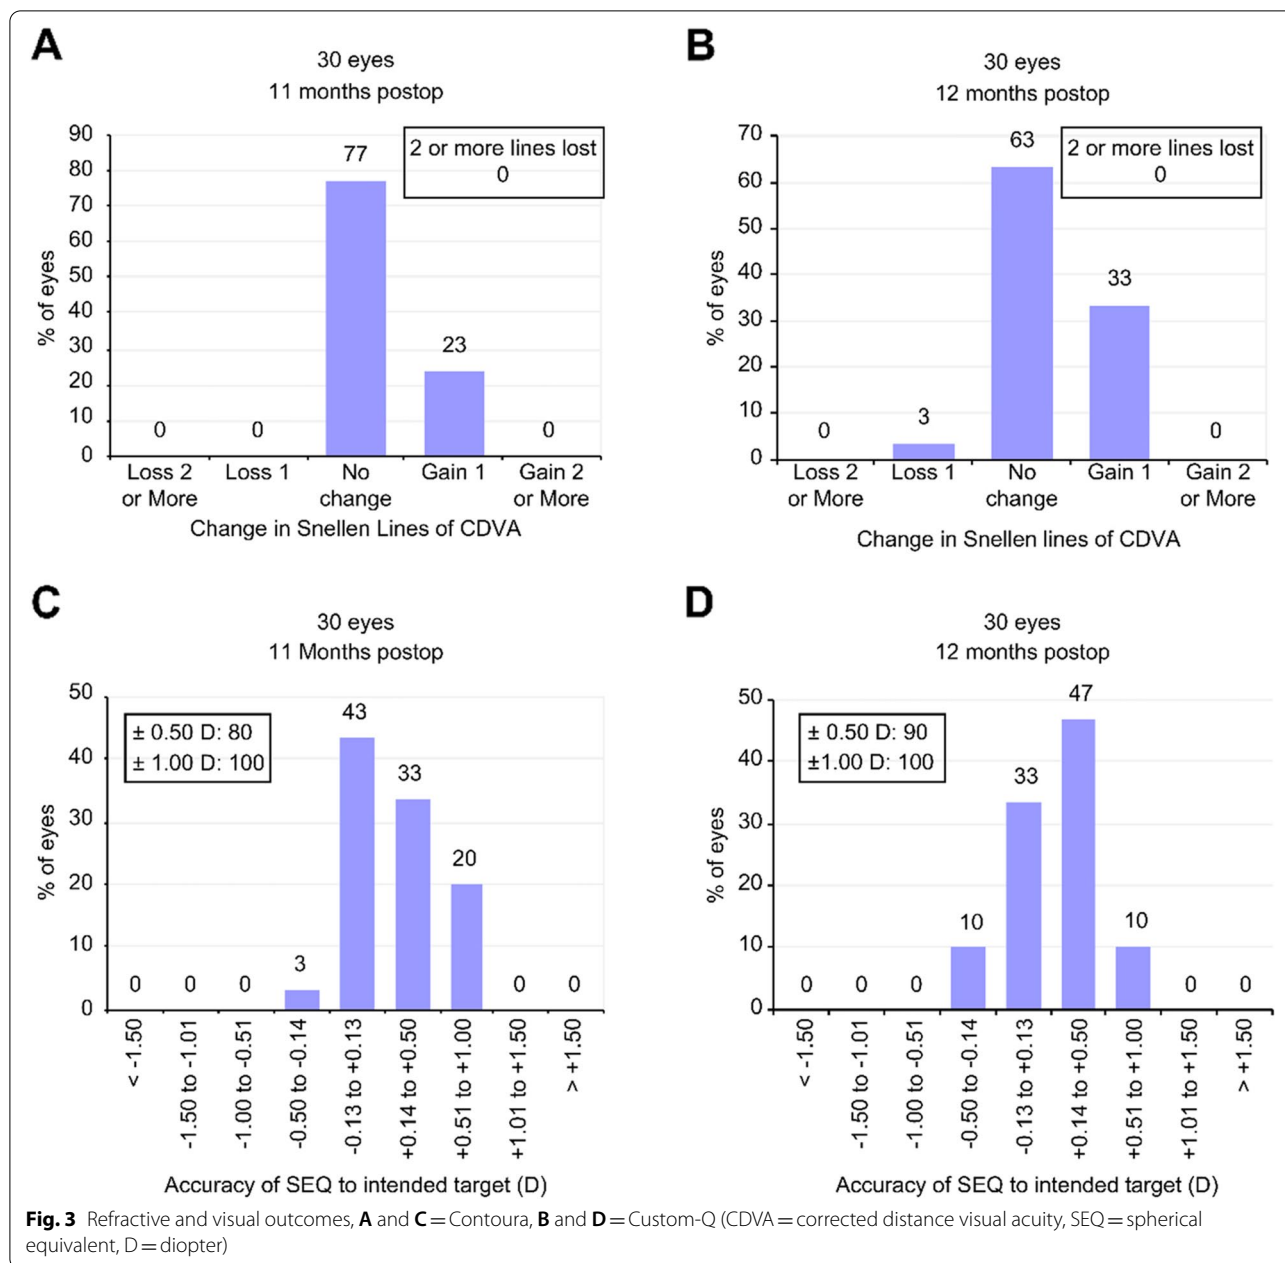 A
30 eyes
11 months postop
2 or more lines lost
0
% of eyes
90
80
70
60
50
40
30
20
10
0
0
0
77
23
0
Loss 2 or More
Loss 1
No change
Gain 1
Gain 2 or More
Change in Snellen Lines of CDVA
B
30 eyes
12 months postop
2 or more lines lost
0
% of eyes
70
60
50
40
30
20
10
0
0
3
63
33
0
Loss 2 or More
Loss 1
No change
Gain 1
Gain 2 or More
Change in Snellen lines of CDVA
C
30 eyes
11 Months postop
± 0.50 D: 80
± 1.00 D: 100
% of eyes
50
40
30
20
10
0
0
0
0
3
43
33
20
0
0
< -1.50
-1.50 to -1.01
-1.00 to -0.51
-0.50 to -0.14
-0.13 to +0.13
+0.14 to +0.50
+0.51 to +1.00
+1.01 to +1.50
> +1.50
Accuracy of SEQ to intended target (D)
D
30 eyes
12 months postop
± 0.50 D: 90
±1.00 D: 100
% of eyes
50
40
30
20
10
0
0
0
0
10
33
47
10
0
0
< -1.50
-1.50 to -1.01
-1.00 to -0.51
-0.50 to -0.14
-0.13 to +0.13
+0.14 to +0.50
+0.51 to +1.00
+1.01 to +1.50
> +1.50
Accuracy of SEQ to intended target (D)
Fig. 3 Refractive and visual outcomes, A and C = Contoura, B and D = Custom-Q (CDVA = corrected distance visual acuity, SEQ = spherical
equivalent, D = diopter)